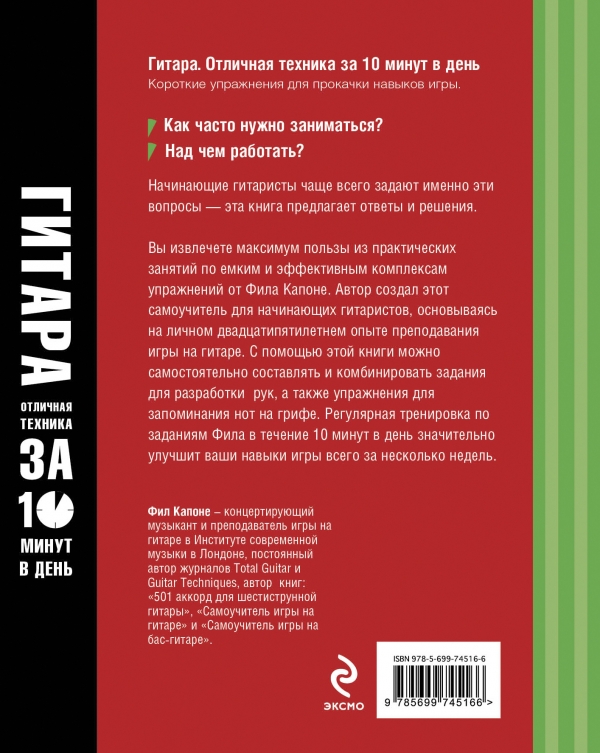 ГИТАРА
ОТЛИЧНАЯ
ТЕХНИКА
ЗА
10
МИНУТ
В ДЕНЬ
Гитара. Отличная техника за 10 минут в день
Короткие упражнения для прокачки навыков игры.
Как часто нужно заниматься?
Над чем работать?
Начинающие гитаристы чаще всего задают именно эти
вопросы — эта книга предлагает ответы и решения.
Вы извлечете максимум пользы из практических
занятий по емким и эффективным комплексам
упражнений от Фила Капоне. Автор создал этот
самоучитель для начинающих гитаристов, основываясь
на личном двадцатипятилетнем опыте преподавания
игры на гитаре. С помощью этой книги можно
самостоятельно составлять и комбинировать задания
для разработки рук, а также упражнения для
запоминания нот на грифе. Регулярная тренировка по
заданиям Фила в течение 10 минут в день значительно
улучшит ваши навыки игры всего за несколько недель.
Фил Капоне – концертирующий
музыкант и преподаватель игры на
гитаре в Институте современной
музыки в Лондоне, постоянный
автор журналов Total Guitar и
Guitar Techniques, автор книг:
«501 аккорд для шестиструнной
гитары», «Самоучитель игры на
гитаре» и «Самоучитель игры на
бас-гитаре».
ЭКСМО
ISBN 978-5-699-74516-6
9 785699 745166 >